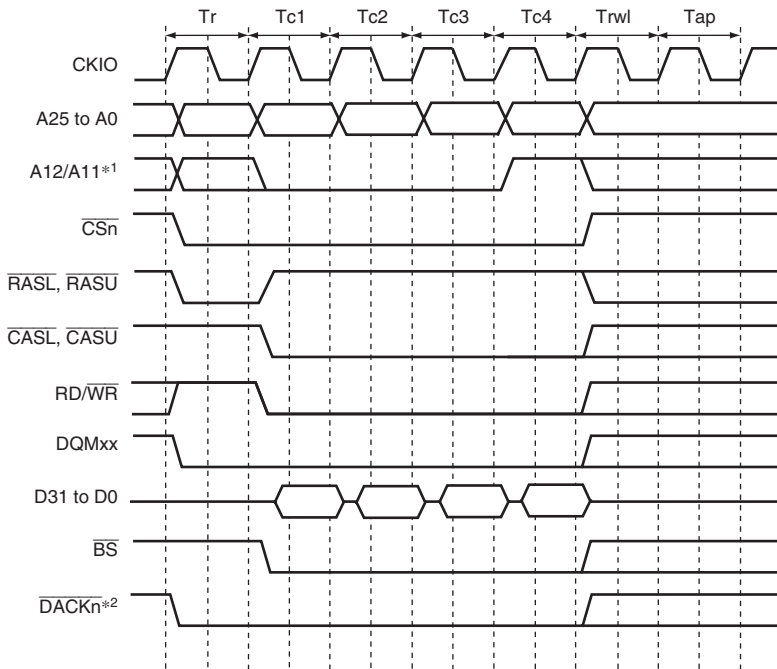 Tr Tc1 Tc2 Tc3 Tc4 Trwl Tap
CKIO
A25 to A0
A12/A11*1
CSn
RASL, RASU
CASL, CASU
RD/WR
DQMxx
D31 to D0
BS
DACKn*2